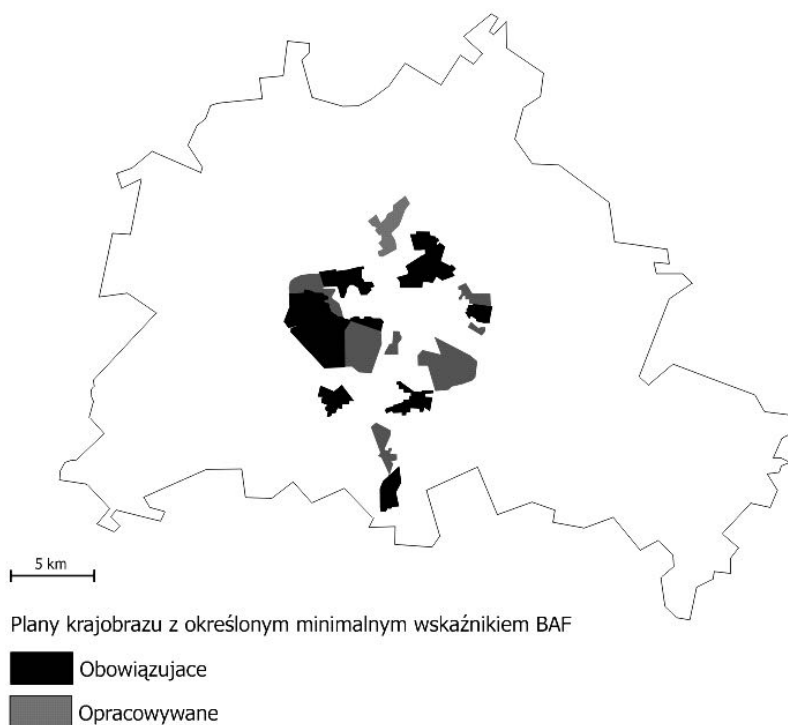 5 km
Plany krajobrazu z określonym minimalnym wskaźnikiem BAF
Obowiązujace
Opracowywane